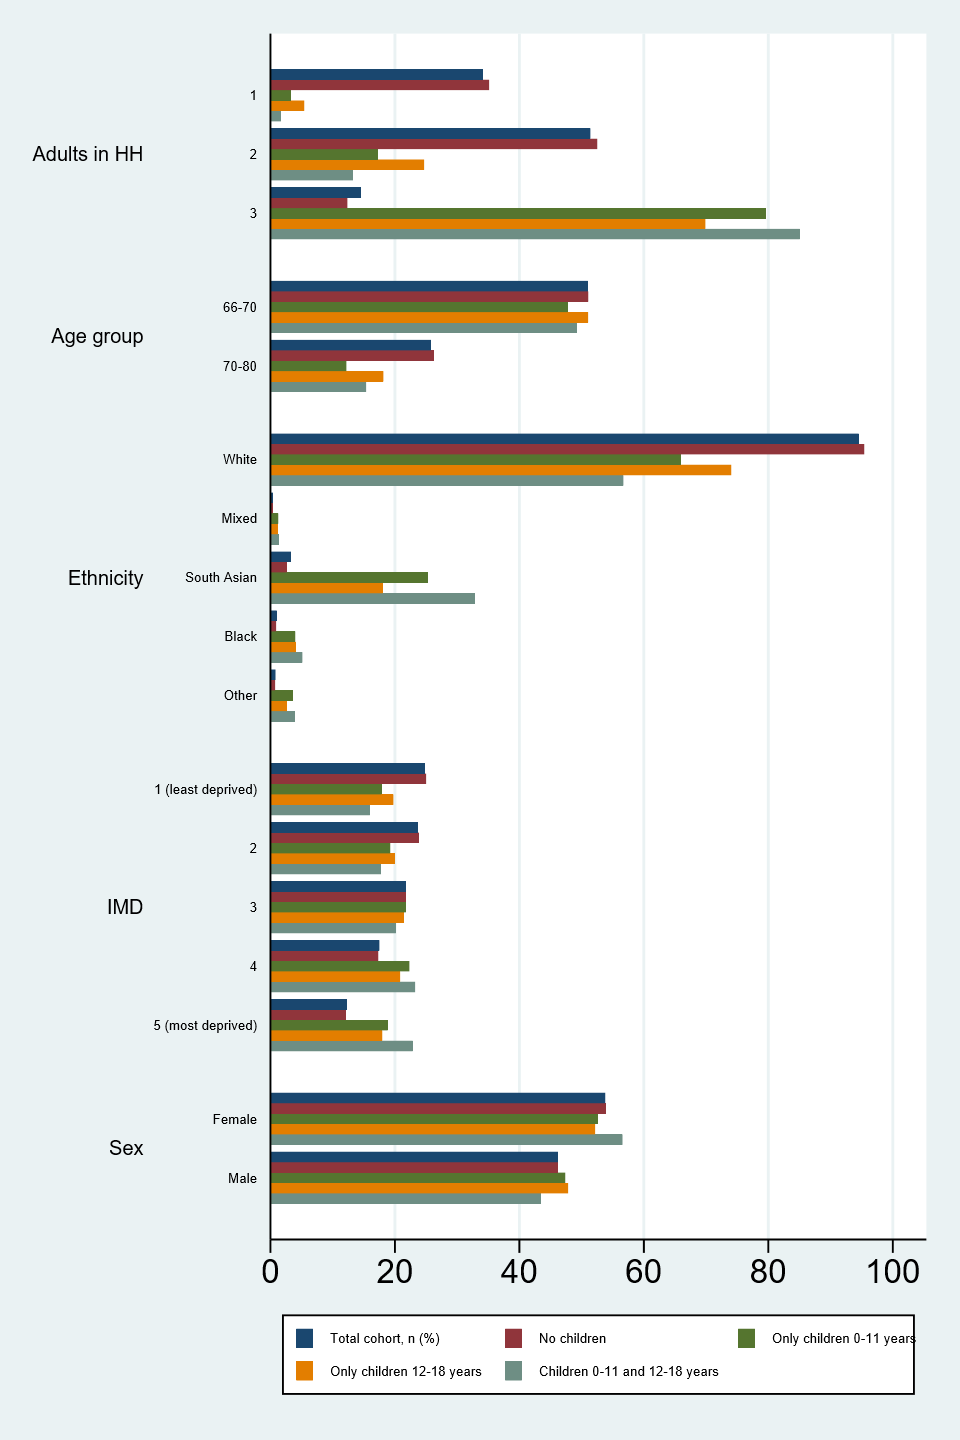 Adults in HH
1
2
3
Age group
66-70
70-80
Ethnicity
White
Mixed
South Asian
Black
Other
IMD
1 (least deprived)
2
3
4
5 (most deprived)
Sex
Female
Male
0 20 40 60 80 100
Total cohort, n (%) No children Only children 0-11 years
Only children 12-18 years Children 0-11 and 12-18 years